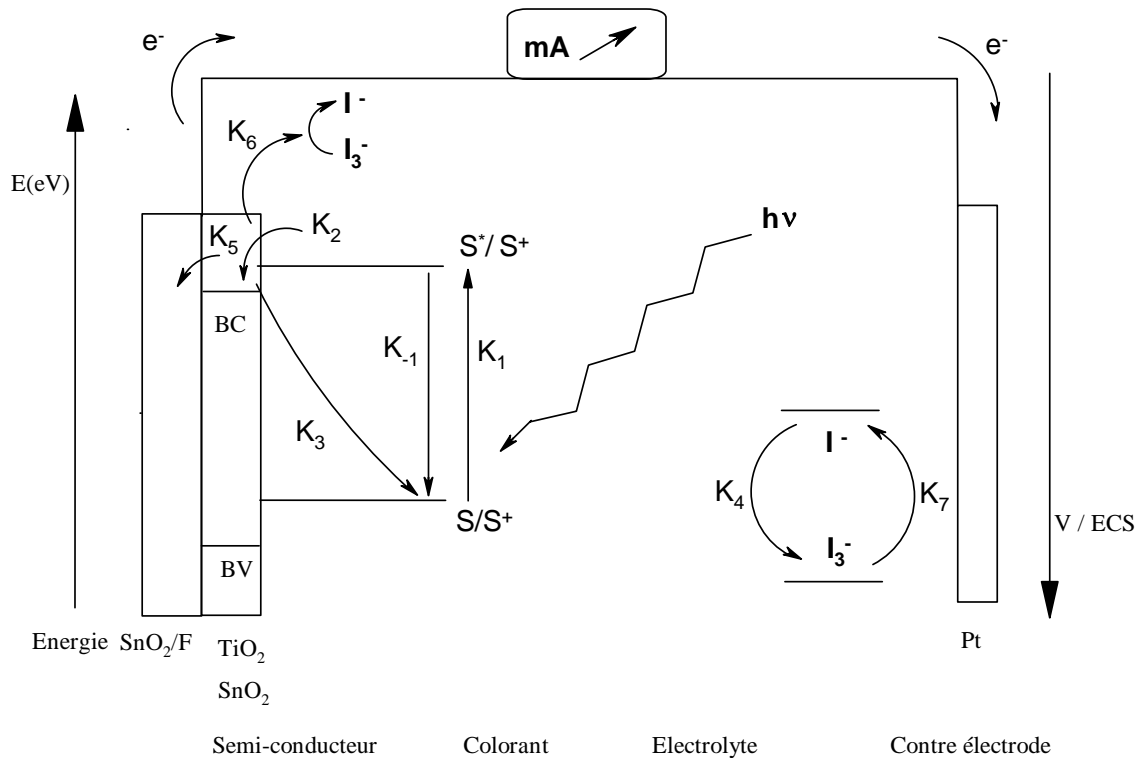 e⁻
mA
e⁻
I⁻
K₆
I₃⁻
E(eV)
hν
K₅
K₂
S*/S⁺
BC
K₋₁
K₁
K₃
I⁻
K₄
K₇
S/S⁺
V / ECS
I₃⁻
BV
Energie
SnO₂/F
TiO₂
SnO₂
Pt
Semi-conducteur
Colorant
Electrolyte
Contre électrode